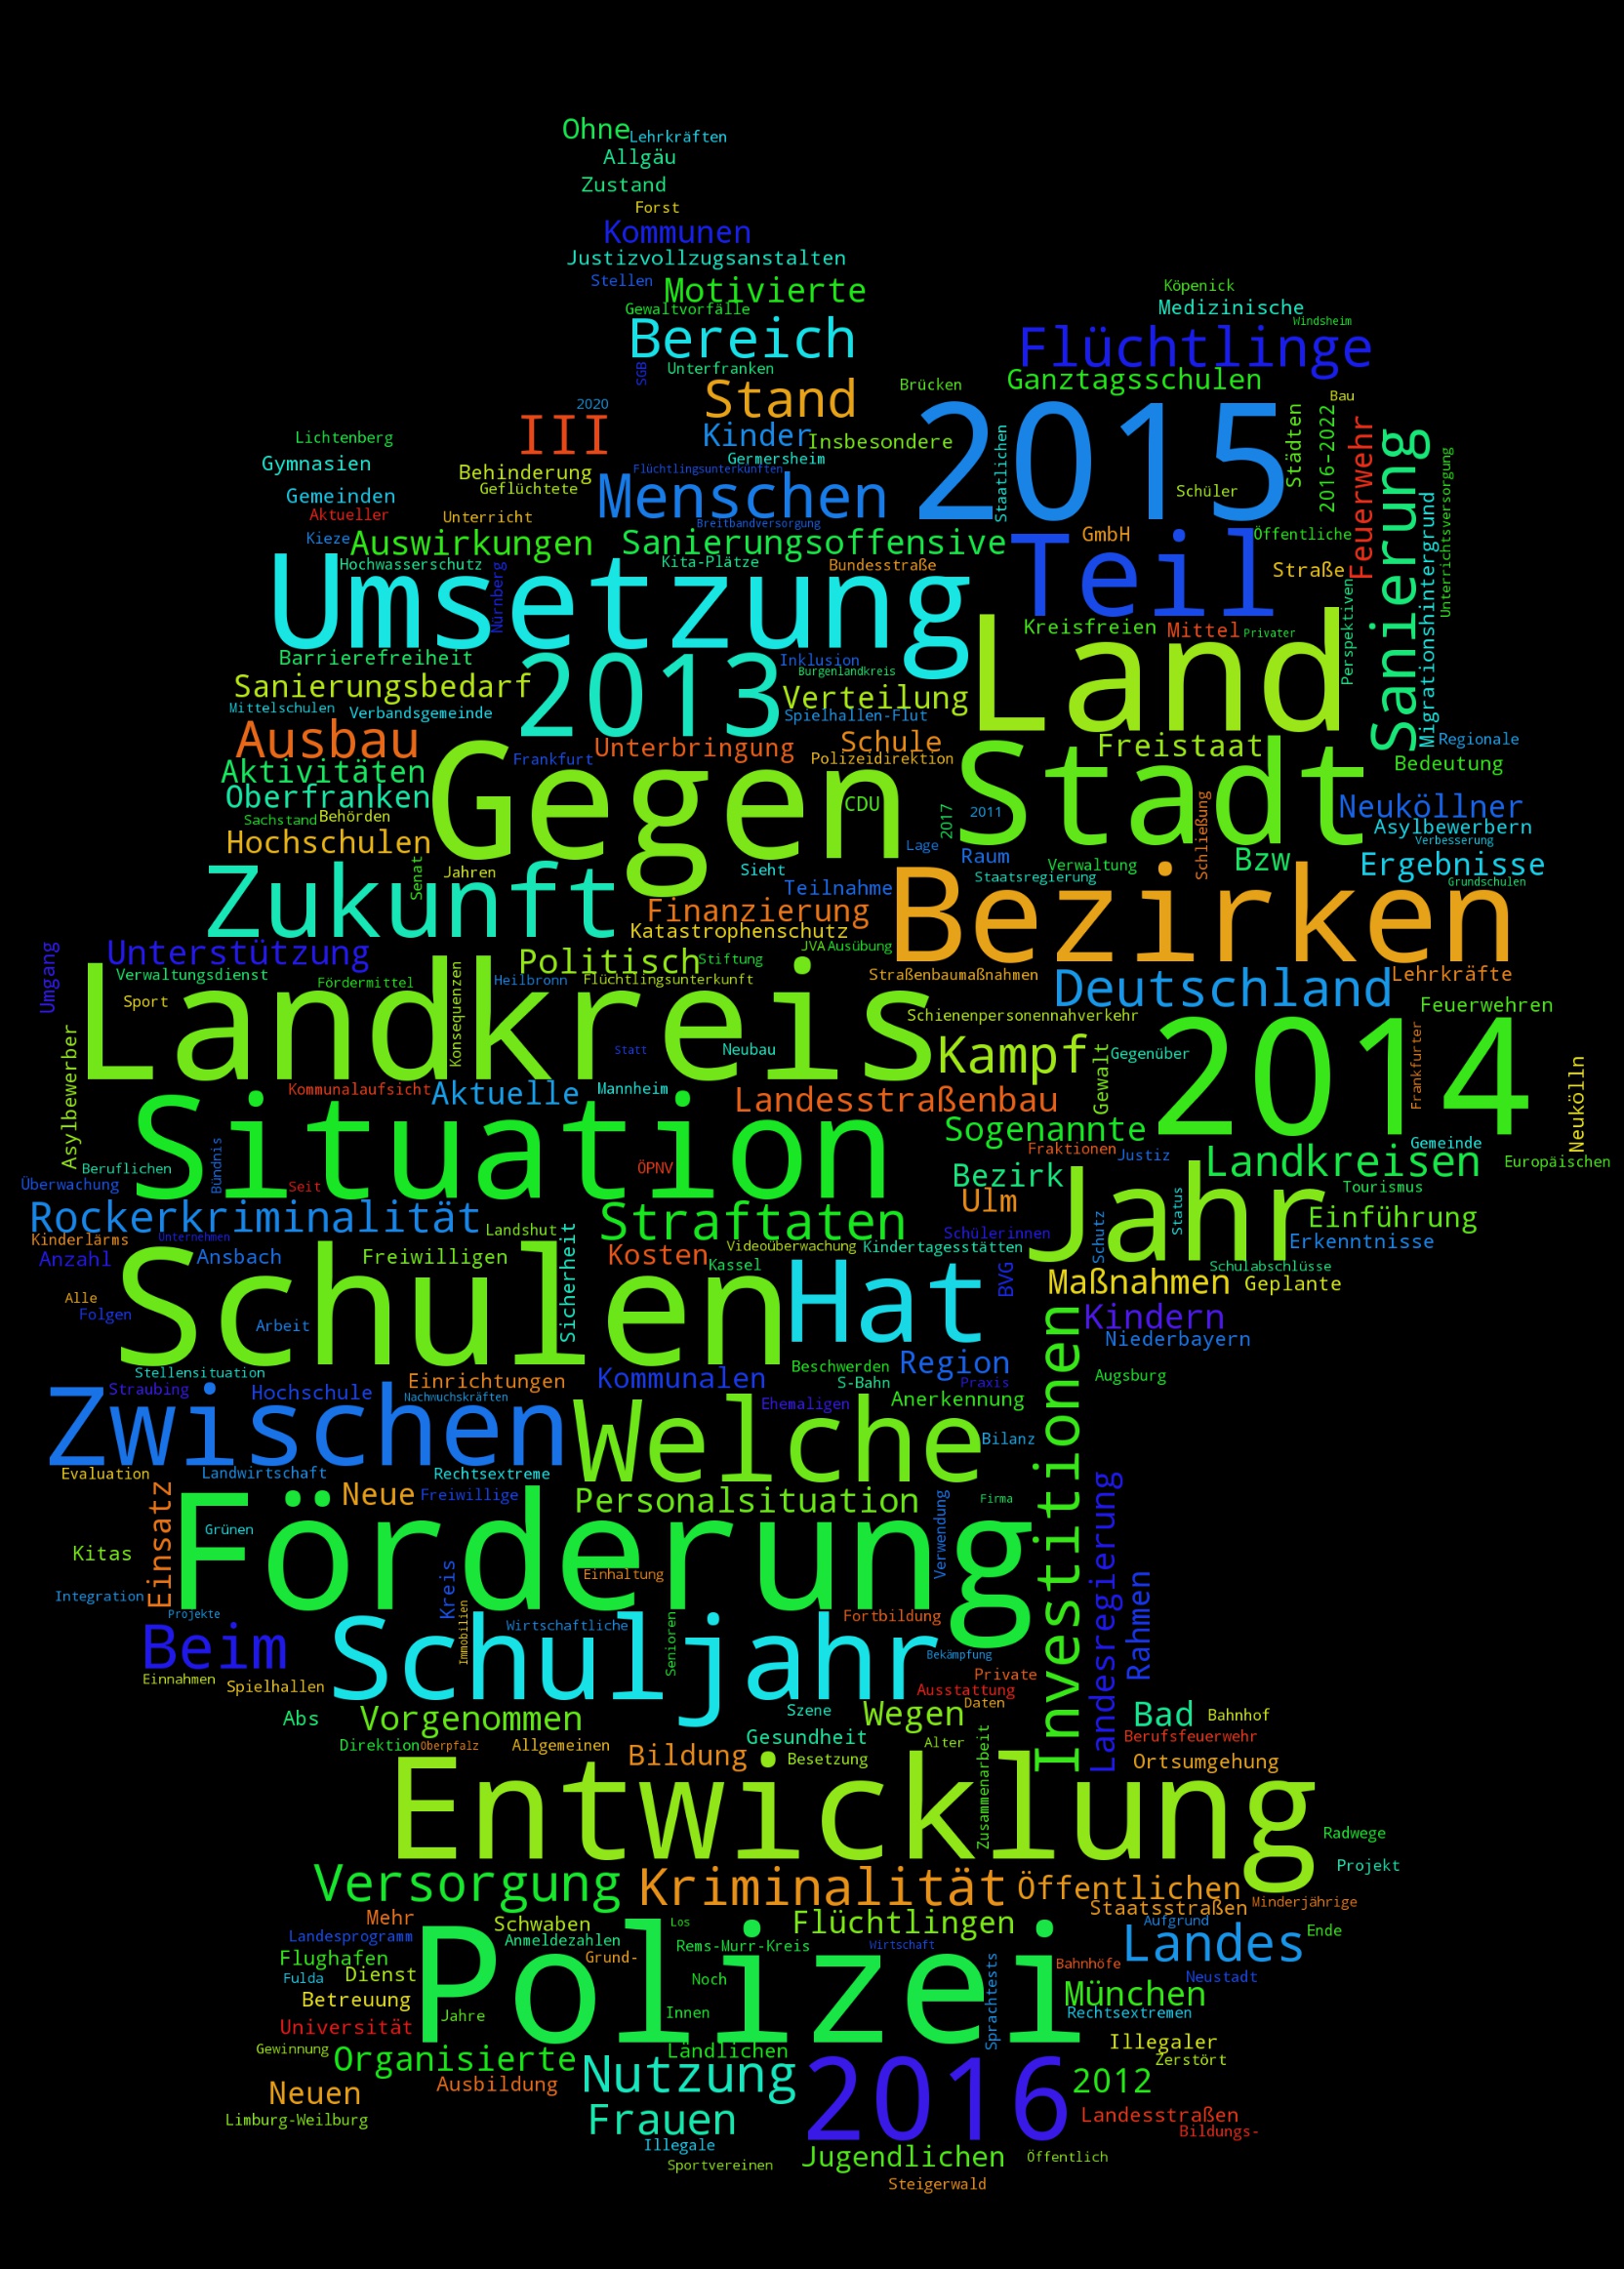 Ohne Lehrkräften
Allgäu
Zustand
Forst
Kommunen
Justizvollzugsanstalten
Stellen Motivierte Köpenick
Gewaltvorfälle Medizinische
Bereich Flüchtlinge Windsheim
SGB Unterfranken Ganztagsschulen
Stand Brücken Bau
2020 III Kinder Insbesondere 2015 Städten 2016-2022 Feuerwehr Sanierung
Lichtenberg
Gymnasien Behinderung Germersheim Staatlichen
Geflüchtete Flüchtlingsunterkünften
Gemeinden Menschen Schüler Unterrichtsversorgung
Aktueller Unterricht Breitbandversorgung Migrationshintergrund
Kieze Auswirkungen Sanierungsoffensive Teil GmbH Öffentliche
Hochwasserschutz Kita-Plätze Bundesstraße Straße
Umsetzung Nürnberg Perspektiven
Kreisfreien Mittel Privater
Barrierefreiheit 2013 Inklusion Land
Sanierungsbedarf Burgenlandkreis
Verteilung
Mittelschulen Verbandsgemeinde Spielhallen-Flut
Ausbau Unterbringung Schule Freistaat Regionale
Frankfurt Polizeidirektion Bedeutung
Aktivitäten Gegen Stadt
Oberfranken CDU 2017 2011 Schließung Neuköllner
Sachstand Behörden Asylbewerbern
Hochschulen Lage Raum Verwaltung Bzw Verbesserung
Senat Jahren Sieht Staatsregierung Ergebnisse
Zukunft Teilnahme Bezirken Grundschulen
Finanzierung
Katastrophenschutz
Umgang Unterstützung Politisch JVA Ausübung
Verwaltungsdienst Stiftung Straßenbaumaßnahmen Lehrkräfte
Fördermittel Konsequenzen Heilbronn Flüchtlingsunterkunft Deutschland
Sport Landkreis Schienenpersonennahverkehr Feuerwehren
Asylbewerber Statt Neubau Kampf Gewalt Gegenüber 2014 Frankfurter Neukölln
Kommunalaufsicht Aktuelle Mannheim Landesstraßenbau
Situation Sogenannte Gemeinde
Beruflichen Bündnis ÖPNV Fraktionen Justiz Landkreisen Europäischen
Überwachung Seit Bezirk Jahr Tourismus
Rockerkriminalität Landshut Straftaten Ulm Status Einführung
Kinderlärms Unternehmen Schülerinnen Schutz Erkenntnisse
Anzahl Ansbach Freiwilligen Sicherheit Kosten Videoüberwachung Kindertagesstätten
Kassel Schulabschlüsse
Schulen Hat BVG Maßnahmen Geplante
Alle
Folgen Arbeit Investitionen Kindern
Niederbayern
Stellensituation Beschwerden Region
Straubing Hochschule Einrichtungen Kommunalen S-Bahn Praxis Augsburg
Zwischen Nachwuchskräften Welche Ehemaligen Anerkennung
Bilanz
Evaluation Landwirtschaft Rechtsextreme
Einsatz Neue Freiwillige Personalsituation Verwendung Firma Landesregierung
Förderung Grünen
Kitas
Integration Kreis Einhaltung Rahmen
Projekte Immobilien Wirtschaftliche Senioren Fortbildung
Beim Schuljahr Bekämpfung
Einnahmen Spielhallen Private
Ausstattung
Abs Vorgenommen Szene Wegen Daten Bad Bahnhof
Direktion Oberpfalz Allgemeinen Gesundheit Alter Berufsfeuerwehr
Bildung Besetzung Zusammenarbeit Ortsumgehung
Entwicklung Radwege
Projekt
Versorgung Kriminalität Öffentlichen Minderjährige
Staatsstraßen
Mehr Schwaben Los Flüchtlingen Aufgrund
Landesprogramm Anmeldezahlen Rems-Murr-Kreis Wirtschaft Landes Ende
Flughafen Polizei Grund- Bahnhöfe
Fulda Dienst Noch Sprachtests Neustadt
Betreuung München
Jahre Innen Rechtsextremen
Universität
Gewinnung Organisierte Ländlichen Illegaler
Zerstört
Neuen Ausbildung Nutzung 2016 2012
Limburg-Weilburg Frauen Landesstraßen
Bildungs-
Illegale Jugendlichen Öffentlich
Sportvereinen
Steigerwald